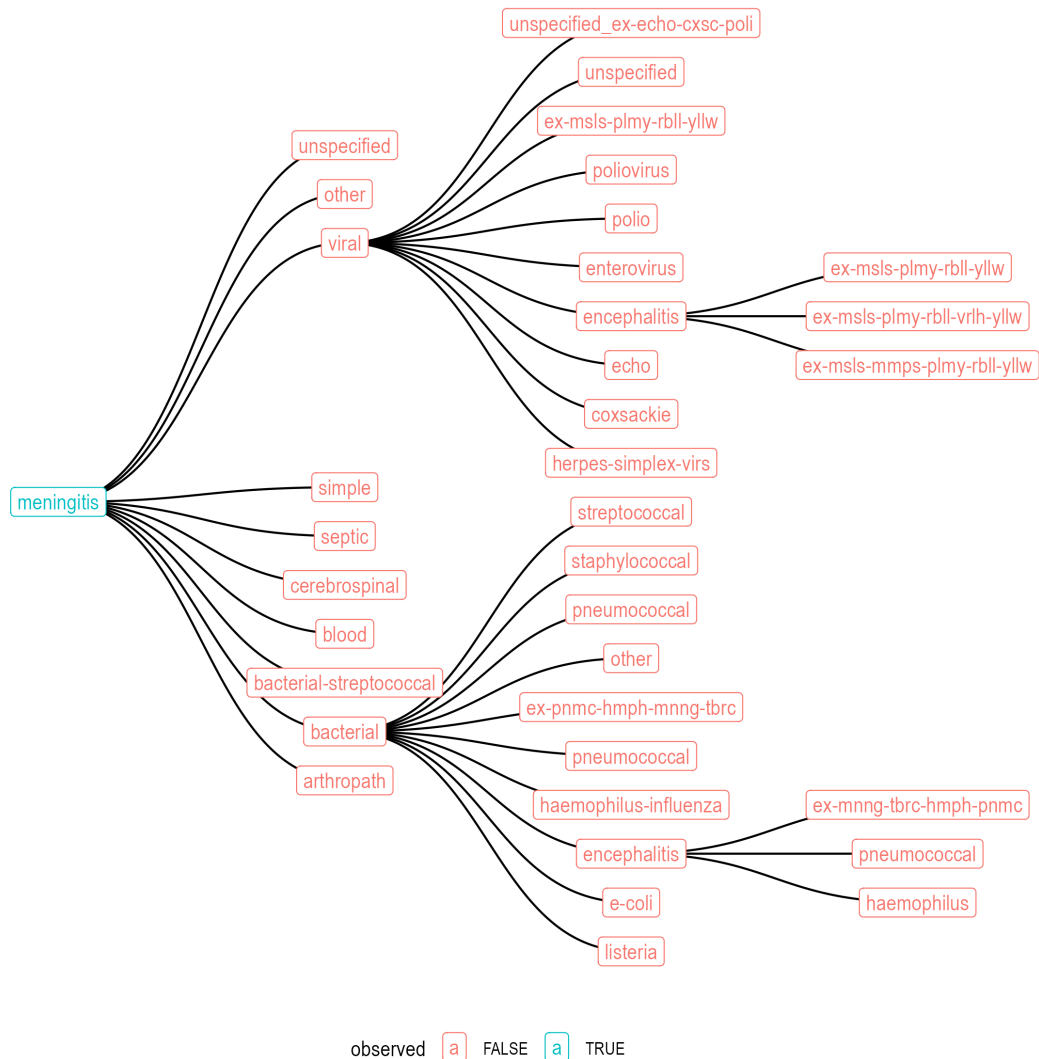 unspecified_ex-echo-cxsc-poli
unspecified
ex-msls-plmy-rbll-yllw
unspecified
poliovirus
other
polio
viral
enterovirus
ex-msls-plmy-rbll-yllw
encephalitis
ex-msls-plmy-rbll-vrlh-yllw
echo
ex-msls-mmps-plmy-rbll-yllw
coxsackie
herpes-simplex-virs
simple
meningitis
streptococcal
septic
staphylococcal
cerebrospinal
pneumococcal
blood
other
bacterial-streptococcal
ex-pnmc-hmph-mnng-tbrc
bacterial
pneumococcal
arthropath
haemophilus-influenza
ex-mnng-tbrc-hmph-pnmc
encephalitis
pneumococcal
e-coli
haemophilus
listeria
observed a FALSE a TRUE